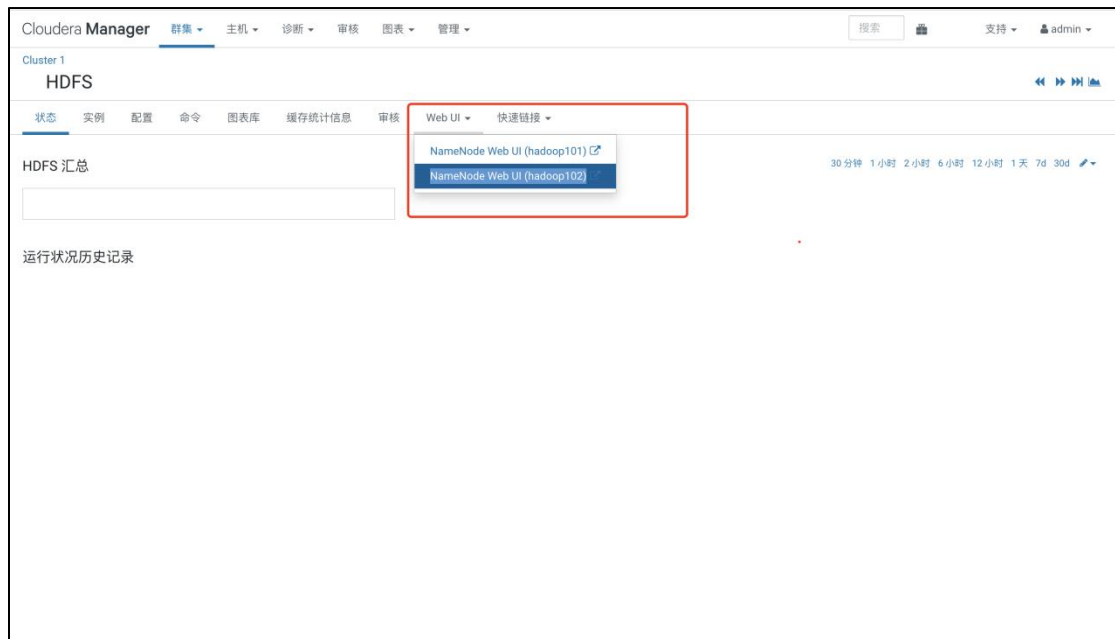 Cloudera Manager 群集 主机 诊断 审核 图表 管理 搜索 支持 admin
Cluster 1
HDFS
状态 实例 配置 命令 图表库 缓存统计信息 审核 Web UI 快速链接
NameNode Web UI (hadoop101)
HDFS 汇总 30 分钟 1 小时 2 小时 6 小时 12 小时 1 天 7d 30d
NameNode Web UI (hadoop102)
运行状况历史记录